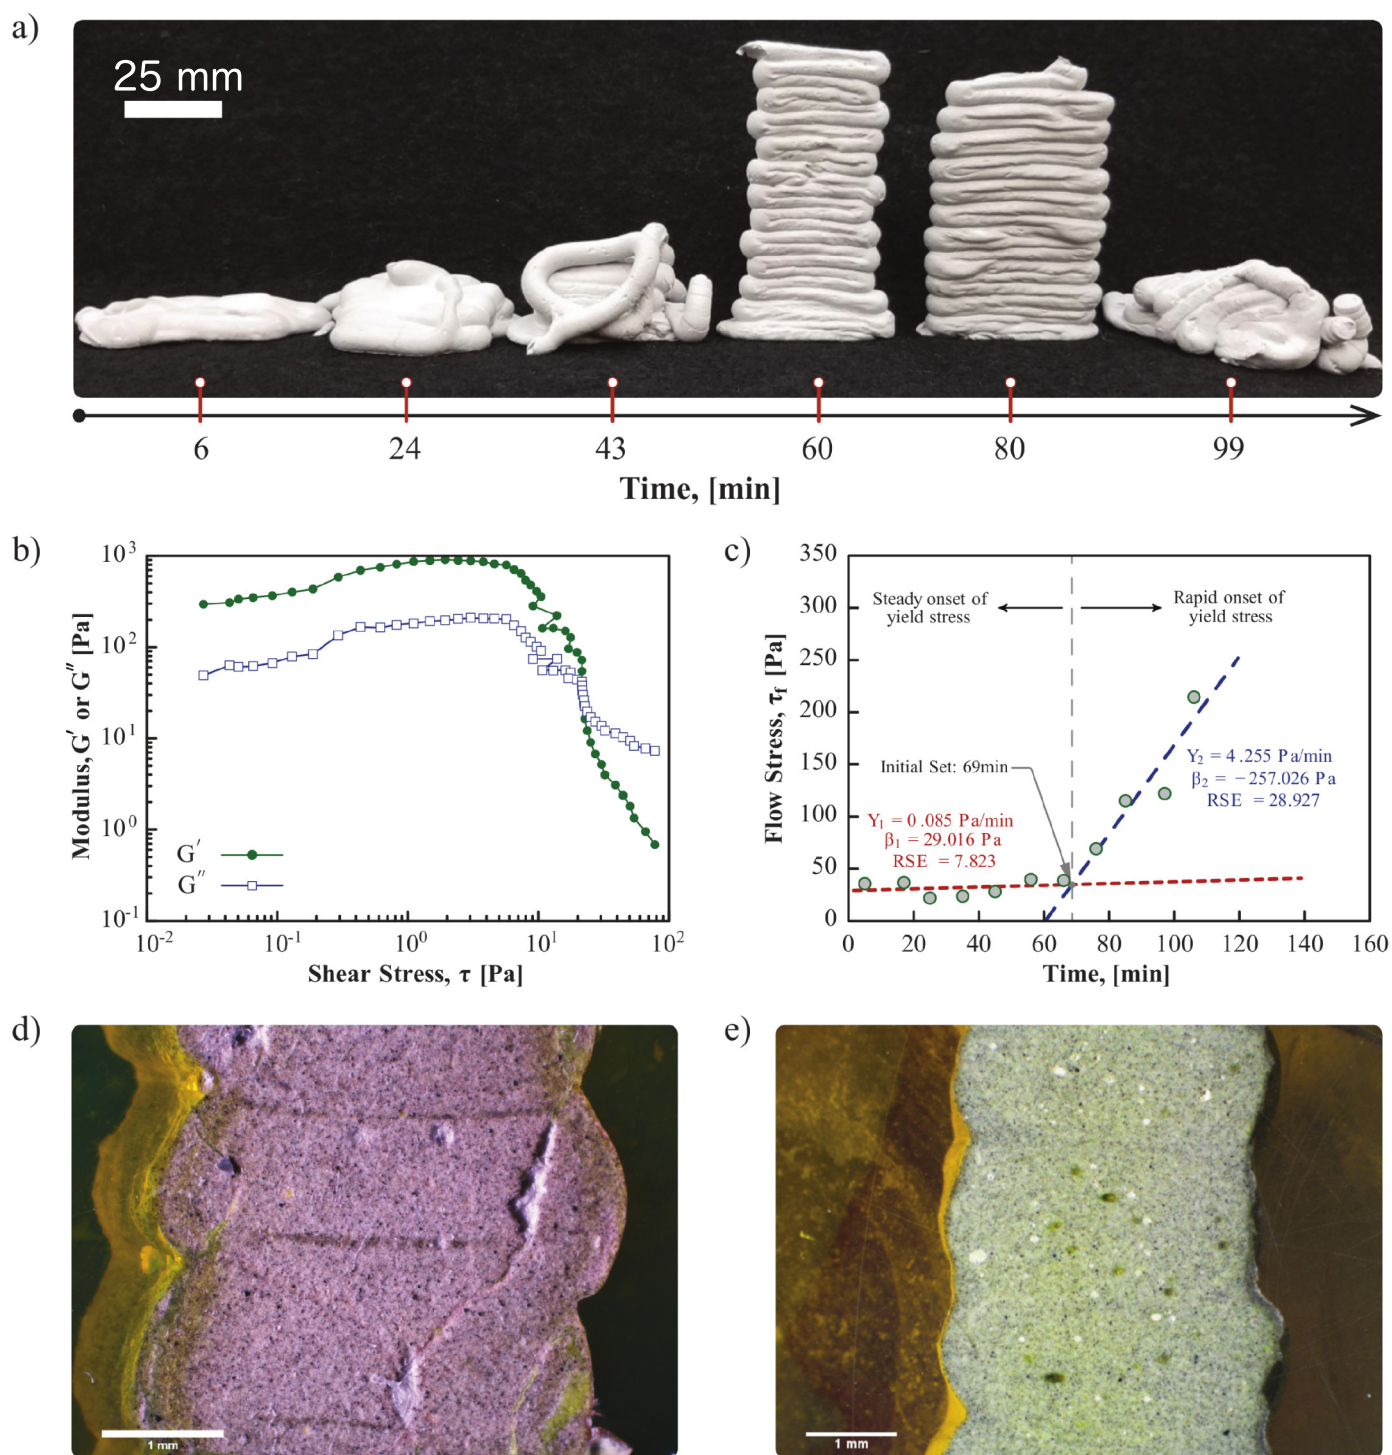 a)
25 mm
6 24 43 60 80 99
Time, [min]
b)
10³
10²
10¹
10⁰
10⁻¹
Modulus, G′ or G″ [Pa]
G′
G″
10⁻² 10⁻¹ 10⁰ 10¹ 10²
Shear Stress, τ [Pa]
c)
350
300
250
200
150
100
50
0
Flow Stress, τf [Pa]
Steady onset of
yield stress
Rapid onset of
yield stress
Initial Set: 69min
Y₁ = 0.085 Pa/min
β₁ = 29.016 Pa
RSE = 7.823
Y₂ = 4.255 Pa/min
β₂ = −257.026 Pa
RSE = 28.927
0 20 40 60 80 100 120 140 160
Time, [min]
d)
1 mm
e)
1 mm